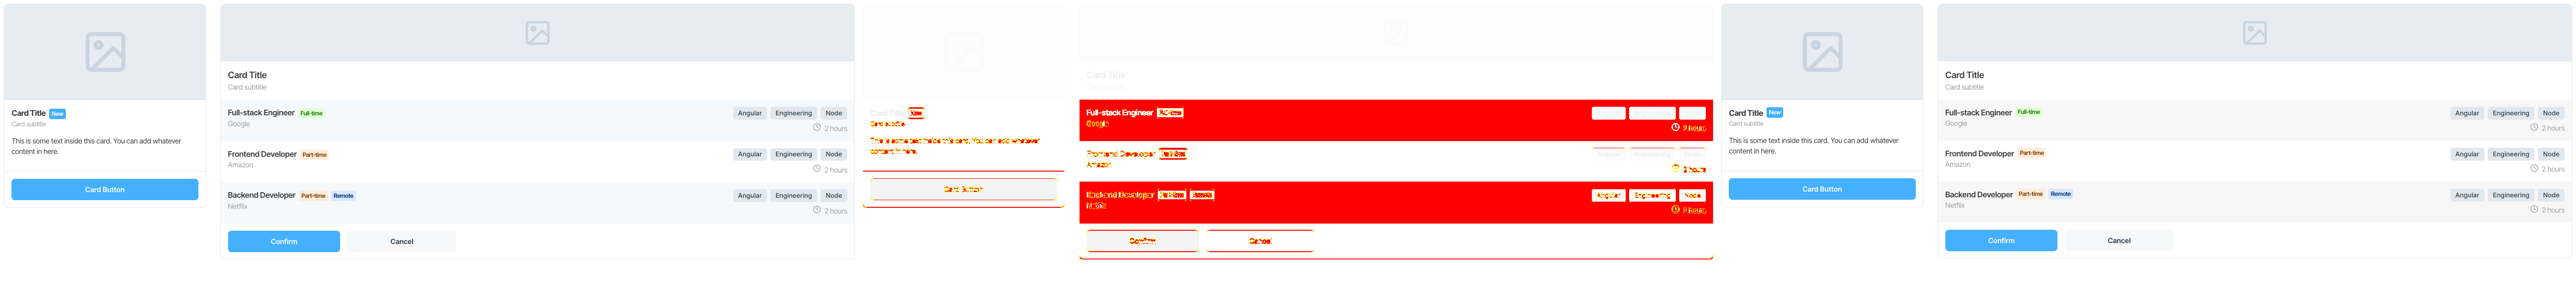 Card Title New
Card subtitle
This is some text inside this card. You can add whatever
content in here.
Card Button
Card Title
Card subtitle
Full-stack Engineer Full-time Angular Engineering Node
Google 2 hours
Frontend Developer Part-time Angular Engineering Node
Amazon 2 hours
Backend Developer Part-time Remote Angular Engineering Node
Netflix 2 hours
Confirm Cancel
Card Title New
Card subtitle
This is some text inside this card. You can add whatever
content in here.
Card Button
Card Title
Card subtitle
Full-stack Engineer Full-time Angular Engineering Node
Google 2 hours
Frontend Developer Part-time Angular Engineering Node
Amazon 2 hours
Backend Developer Part-time Remote Angular Engineering Node
Netflix 2 hours
Confirm Cancel
Card Title New
Card subtitle
This is some text inside this card. You can add whatever
content in here.
Card Button
Card Title
Card subtitle
Full-stack Engineer Full-time Angular Engineering Node
Google 2 hours
Frontend Developer Part-time Angular Engineering Node
Amazon 2 hours
Backend Developer Part-time Remote Angular Engineering Node
Netflix 2 hours
Confirm Cancel